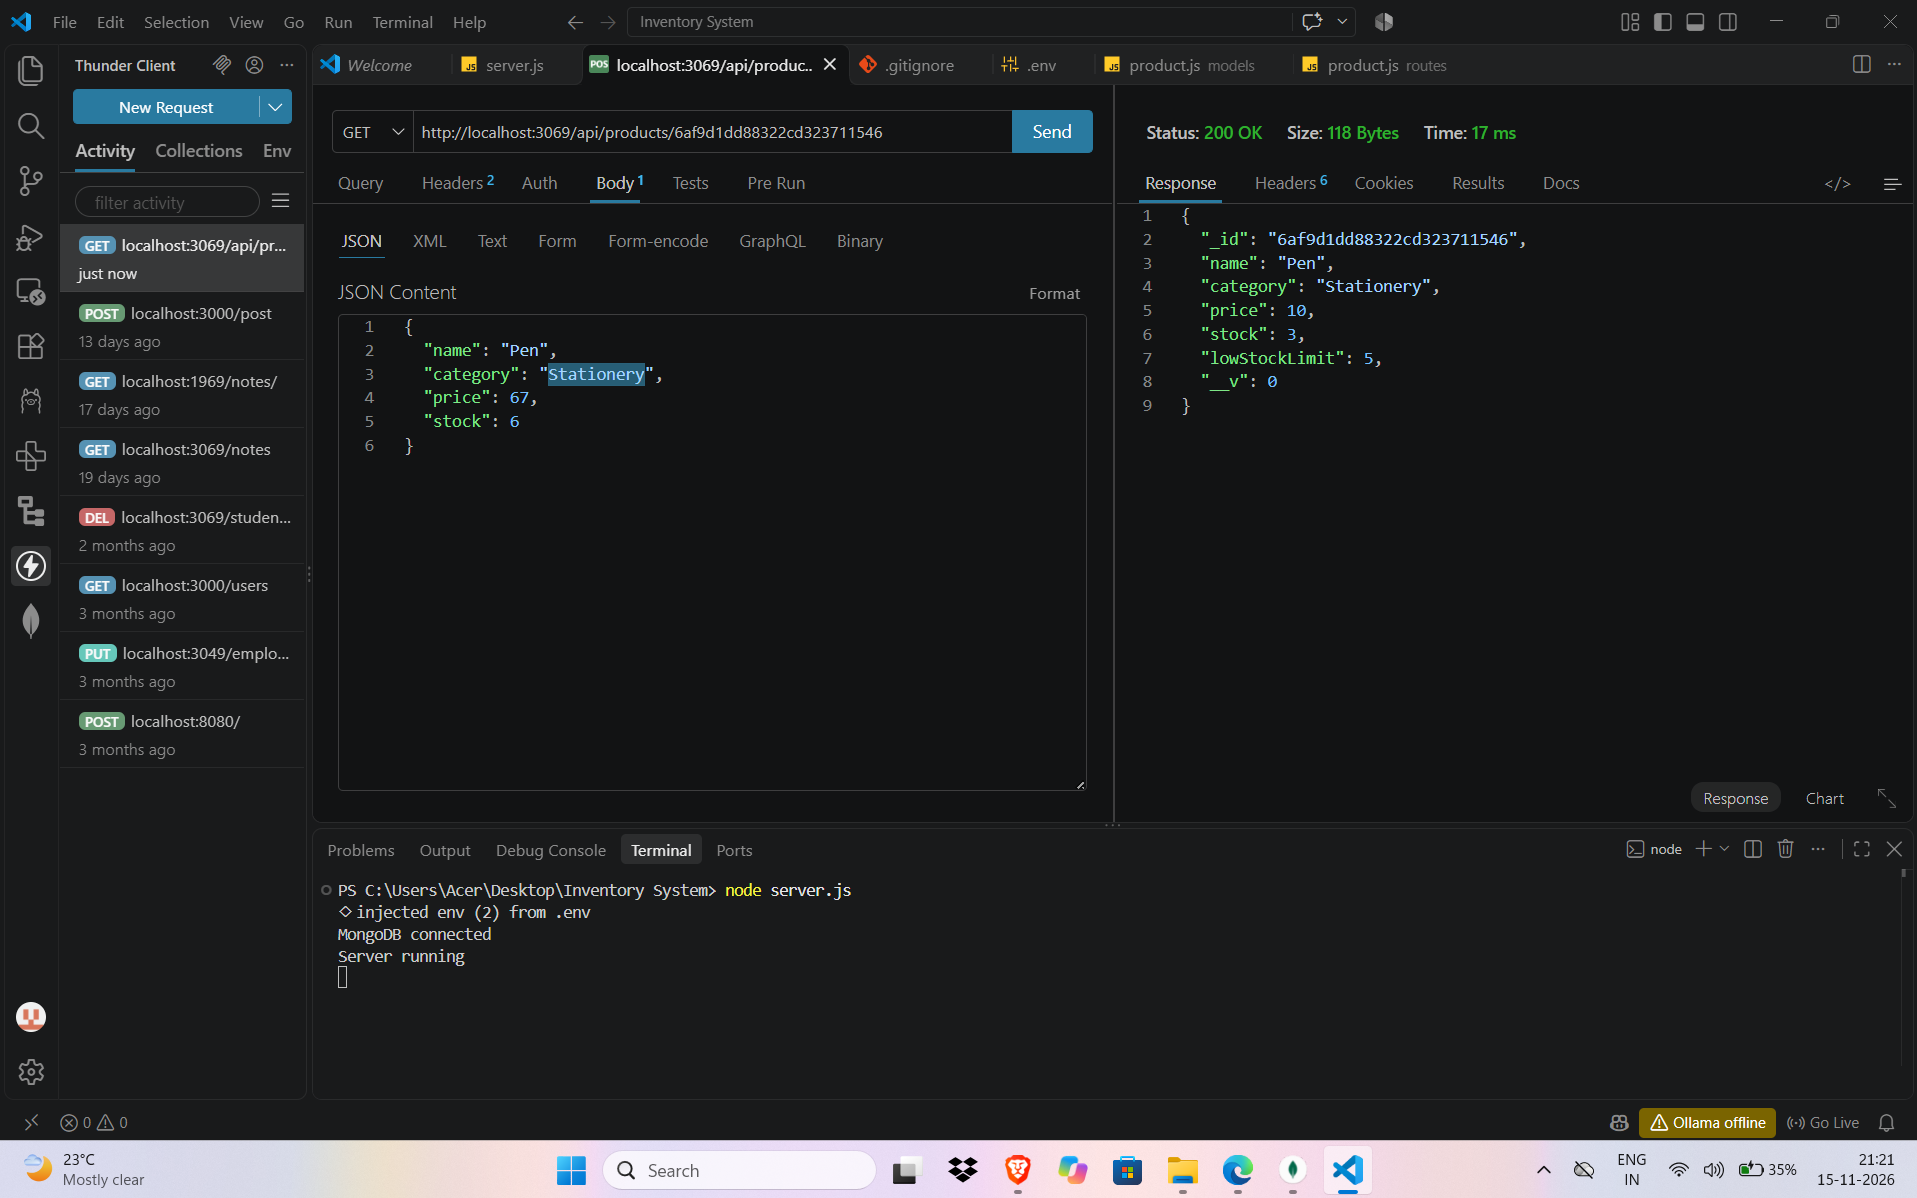 File Edit Selection View Go Run Terminal Help
Inventory System
Thunder Client
New Request
Activity Collections Env
filter activity
GET localhost:3069/api/pr...
just now
POST localhost:3000/post
13 days ago
GET localhost:1969/notes/
17 days ago
GET localhost:3069/notes
19 days ago
DEL localhost:3069/studen...
2 months ago
GET localhost:3000/users
3 months ago
PUT localhost:3049/emplo...
3 months ago
POST localhost:8080/
3 months ago
Welcome
JS server.js
POS localhost:3069/api/produc...
.gitignore
.env
JS product.js models
JS product.js routes
GET http://localhost:3069/api/products/6af9d1dd88322cd323711546 Send
Query Headers 2 Auth Body 1 Tests Pre Run
JSON XML Text Form Form-encode GraphQL Binary
JSON Content Format
1 {
2 "name": "Pen",
3 "category": "Stationery",
4 "price": 67,
5 "stock": 6
6 }
Status: 200 OK Size: 118 Bytes Time: 17 ms
Response Headers 6 Cookies Results Docs </>
1 {
2 "_id": "6af9d1dd88322cd323711546",
3 "name": "Pen",
4 "category": "Stationery",
5 "price": 10,
6 "stock": 3,
7 "lowStockLimit": 5,
8 "__v": 0
9 }
Response Chart
Problems Output Debug Console Terminal Ports
node
PS C:\Users\Acer\Desktop\Inventory System> node server.js
injected env (2) from .env
MongoDB connected
Server running
0 0
Ollama offline Go Live
23°C
Mostly clear
Search
ENG
IN
35%
21:21
15-11-2026